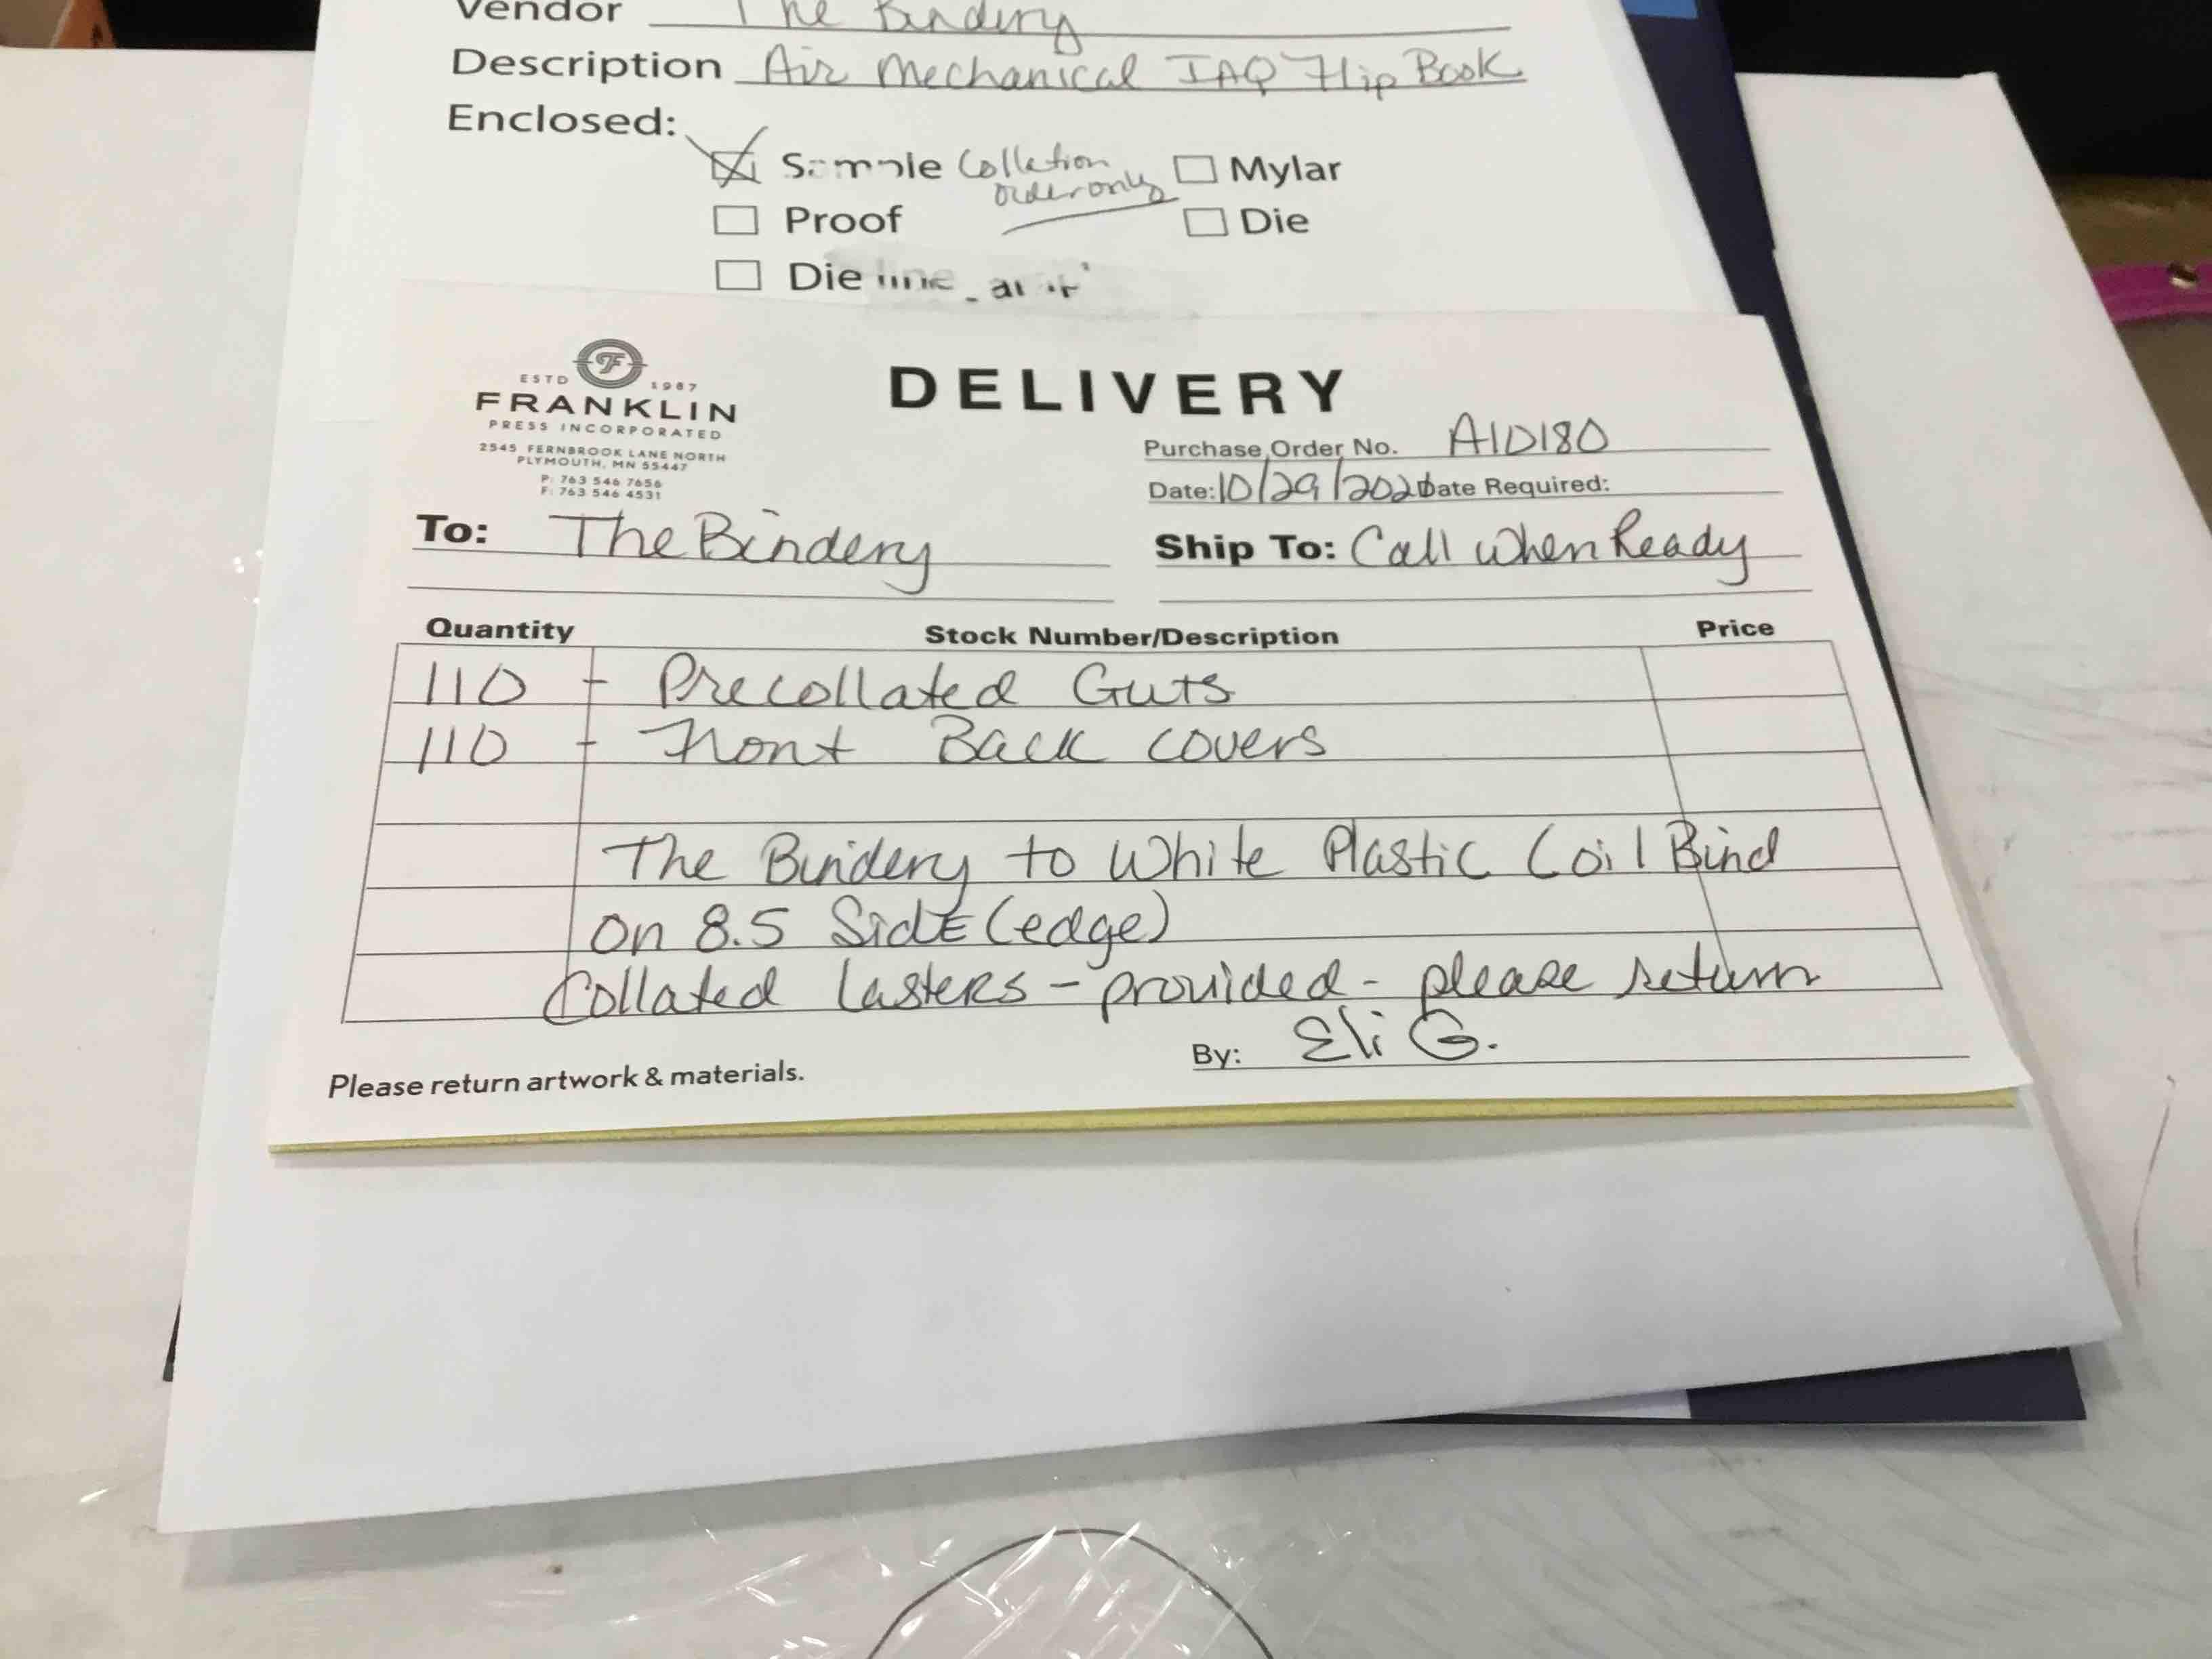 Vendor The Bindery
Description Air Mechanical IAQ Flip Book
Enclosed:
Sample Collation order only
Mylar
Proof
Die
Die line
F
ESTD 1987
FRANKLIN
PRESS INCORPORATED
2545 FERNBROOK LANE NORTH
PLYMOUTH, MN 55447
P: 763 546 7656
F: 763 546 4531
DELIVERY
Purchase Order No. A10180
Date: 10/29/2020 Date Required:
To: The Bindery
Ship To: Call when Ready
Quantity Stock Number/Description Price
110 - Precollated Guts
110 - Front Back covers
The Bindery to White Plastic Coil Bind
on 8.5 Side (edge)
Collated Lasters - provided - please return
By: Eli G.
Please return artwork & materials.